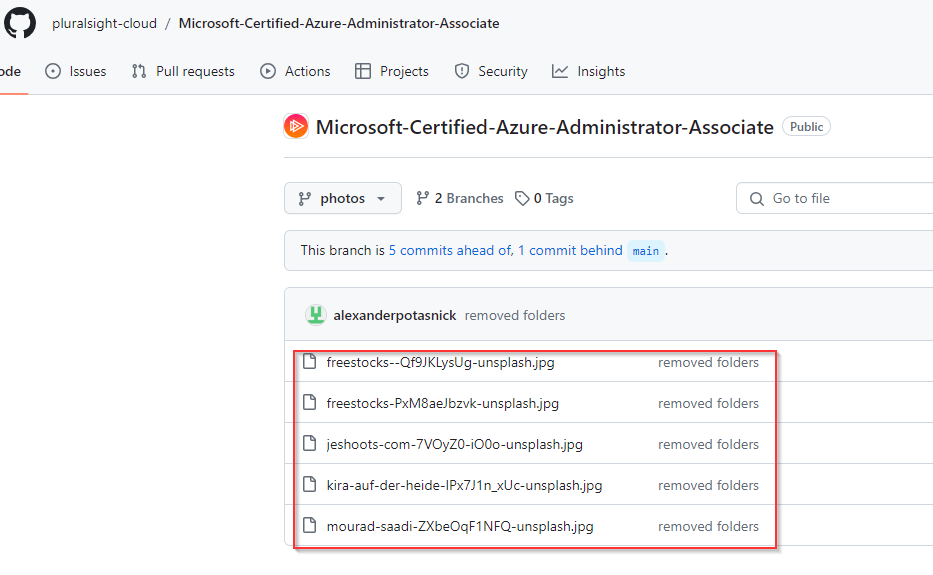 pluralsight-cloud / Microsoft-Certified-Azure-Administrator-Associate
ode Issues Pull requests Actions Projects Security Insights
Microsoft-Certified-Azure-Administrator-Associate Public
photos 2 Branches 0 Tags Go to file
This branch is 5 commits ahead of, 1 commit behind main .
alexanderpotasnick removed folders
freestocks--Qf9JKLysUg-unsplash.jpg removed folders
freestocks-PxM8aeJbzvk-unsplash.jpg removed folders
jeshoots-com-7VOyZ0-iO0o-unsplash.jpg removed folders
kira-auf-der-heide-IPx7J1n_xUc-unsplash.jpg removed folders
mourad-saadi-ZXbeOqF1NFQ-unsplash.jpg removed folders